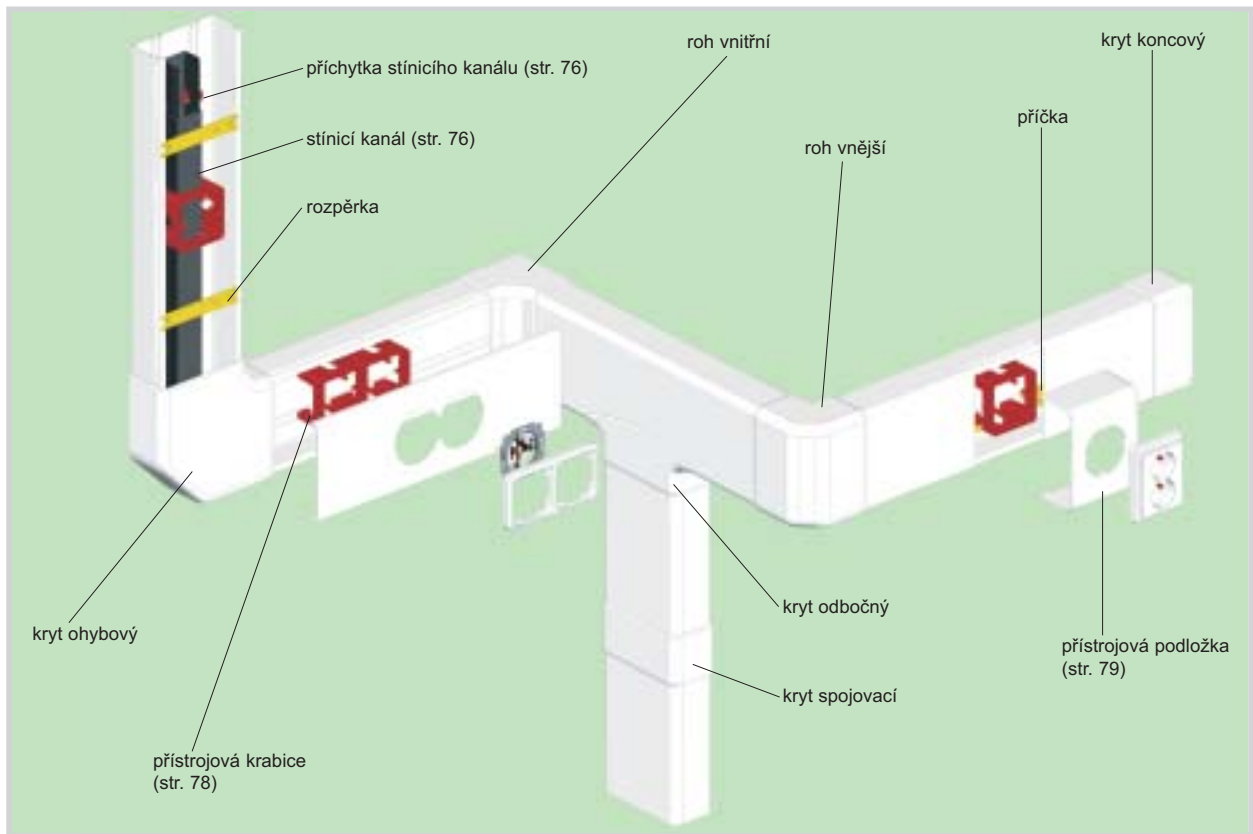 roh vnitřní
kryt koncový
příchytka stínicího kanálu (str. 76)
příčka
stínicí kanál (str. 76)
roh vnější
rozpěrka
kryt odbočný
kryt ohybový
přístrojová podložka
(str. 79)
kryt spojovací
přístrojová krabice
(str. 78)